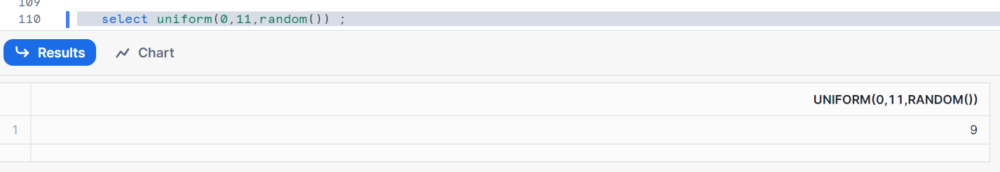 109
110 select uniform(0,11,random()) ;
Results Chart
UNIFORM(0,11,RANDOM())
1 9